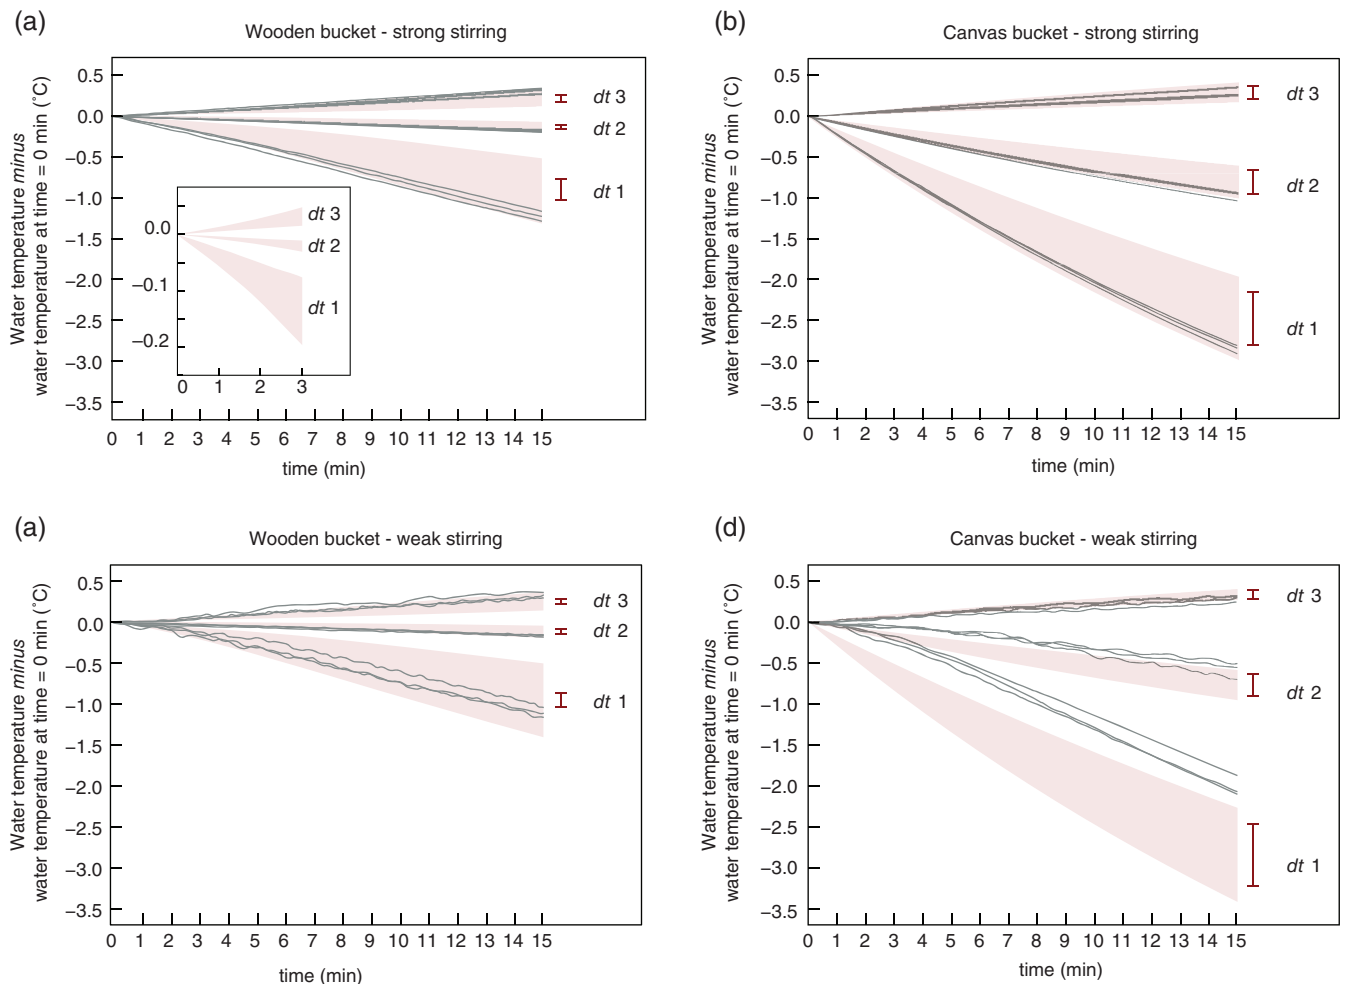 (a)
Wooden bucket - strong stirring
Water temperature minus
water temperature at time = 0 min (˚C)
0.5
0.0
−0.5
−1.0
−1.5
−2.0
−2.5
−3.0
−3.5
dt 3
dt 2
dt 1
0.0
−0.1
−0.2
dt 3
dt 2
dt 1
0 1 2 3
0 1 2 3 4 5 6 7 8 9 10 11 12 13 14 15
time (min)
(b)
Canvas bucket - strong stirring
Water temperature minus
water temperature at time = 0 min (˚C)
0.5
0.0
−0.5
−1.0
−1.5
−2.0
−2.5
−3.0
−3.5
dt 3
dt 2
dt 1
0 1 2 3 4 5 6 7 8 9 10 11 12 13 14 15
time (min)
(a)
Wooden bucket - weak stirring
Water temperature minus
water temperature at time = 0 min (˚C)
0.5
0.0
−0.5
−1.0
−1.5
−2.0
−2.5
−3.0
−3.5
dt 3
dt 2
dt 1
0 1 2 3 4 5 6 7 8 9 10 11 12 13 14 15
time (min)
(d)
Canvas bucket - weak stirring
Water temperature minus
water temperature at time = 0 min (˚C)
0.5
0.0
−0.5
−1.0
−1.5
−2.0
−2.5
−3.0
−3.5
dt 3
dt 2
dt 1
0 1 2 3 4 5 6 7 8 9 10 11 12 13 14 15
time (min)